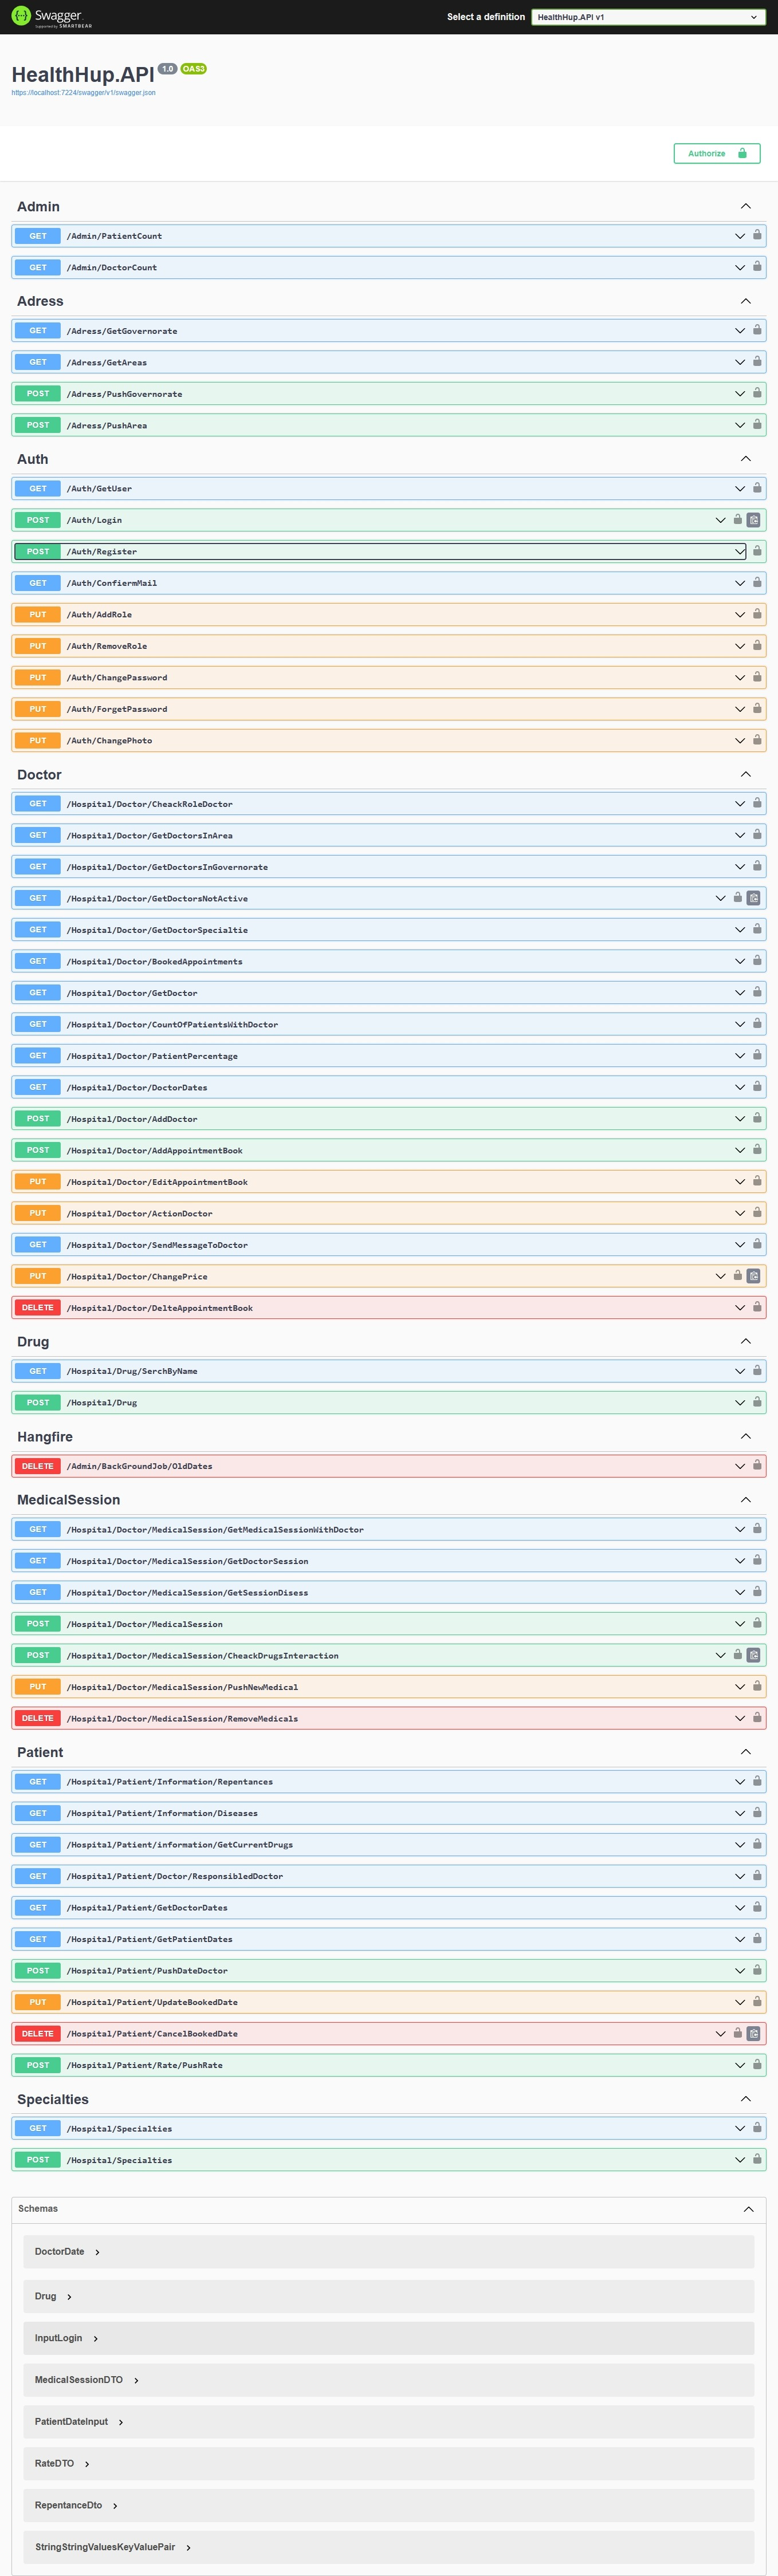 Swagger
Supported by SMARTBEAR
Select a definition
HealthHup.API v1
HealthHup.API 1.0 OAS3
https://localhost:7224/swagger/v1/swagger.json
Authorize
Admin
GET /Admin/PatientCount
GET /Admin/DoctorCount
Adress
GET /Adress/GetGovernorate
GET /Adress/GetAreas
POST /Adress/PushGovernorate
POST /Adress/PushArea
Auth
GET /Auth/GetUser
POST /Auth/Login
POST /Auth/Register
GET /Auth/ConfiermMail
PUT /Auth/AddRole
PUT /Auth/RemoveRole
PUT /Auth/ChangePassword
PUT /Auth/ForgetPassword
PUT /Auth/ChangePhoto
Doctor
GET /Hospital/Doctor/CheackRoleDoctor
GET /Hospital/Doctor/GetDoctorsInArea
GET /Hospital/Doctor/GetDoctorsInGovernorate
GET /Hospital/Doctor/GetDoctorsNotActive
GET /Hospital/Doctor/GetDoctorSpecialtie
GET /Hospital/Doctor/BookedAppointments
GET /Hospital/Doctor/GetDoctor
GET /Hospital/Doctor/CountOfPatientsWithDoctor
GET /Hospital/Doctor/PatientPercentage
GET /Hospital/Doctor/DoctorDates
POST /Hospital/Doctor/AddDoctor
POST /Hospital/Doctor/AddAppointmentBook
PUT /Hospital/Doctor/EditAppointmentBook
PUT /Hospital/Doctor/ActionDoctor
GET /Hospital/Doctor/SendMessageToDoctor
PUT /Hospital/Doctor/ChangePrice
DELETE /Hospital/Doctor/DelteAppointmentBook
Drug
GET /Hospital/Drug/SerchByName
POST /Hospital/Drug
Hangfire
DELETE /Admin/BackGroundJob/OldDates
MedicalSession
GET /Hospital/Doctor/MedicalSession/GetMedicalSessionWithDoctor
GET /Hospital/Doctor/MedicalSession/GetDoctorSession
GET /Hospital/Doctor/MedicalSession/GetSessionDisess
POST /Hospital/Doctor/MedicalSession
POST /Hospital/Doctor/MedicalSession/CheackDrugsInteraction
PUT /Hospital/Doctor/MedicalSession/PushNewMedical
DELETE /Hospital/Doctor/MedicalSession/RemoveMedicals
Patient
GET /Hospital/Patient/Information/Repentances
GET /Hospital/Patient/Information/Diseases
GET /Hospital/Patient/information/GetCurrentDrugs
GET /Hospital/Patient/Doctor/ResponsibledDoctor
GET /Hospital/Patient/GetDoctorDates
GET /Hospital/Patient/GetPatientDates
POST /Hospital/Patient/PushDateDoctor
PUT /Hospital/Patient/UpdateBookedDate
DELETE /Hospital/Patient/CancelBookedDate
POST /Hospital/Patient/Rate/PushRate
Specialties
GET /Hospital/Specialties
POST /Hospital/Specialties
Schemas
DoctorDate
Drug
InputLogin
MedicalSessionDTO
PatientDateInput
RateDTO
RepentanceDto
StringStringValuesKeyValuePair